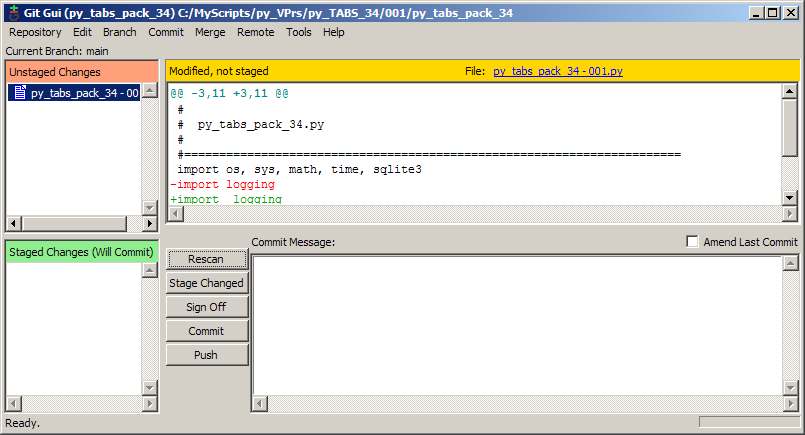 Git Gui (py_tabs_pack_34) C:/MyScripts/py_VPrs/py_TABS_34/001/py_tabs_pack_34
Repository Edit Branch Commit Merge Remote Tools Help
Current Branch: main
Unstaged Changes
py_tabs_pack_34 - 00
Modified, not staged File: py_tabs_pack_34 - 001.py
@@ -3,11 +3,11 @@
#
# py_tabs_pack_34.py
#
#=======================================================================
import os, sys, math, time, sqlite3
-import logging
+import  logging
Staged Changes (Will Commit)
Rescan
Stage Changed
Sign Off
Commit
Push
Commit Message:
Amend Last Commit
Ready.